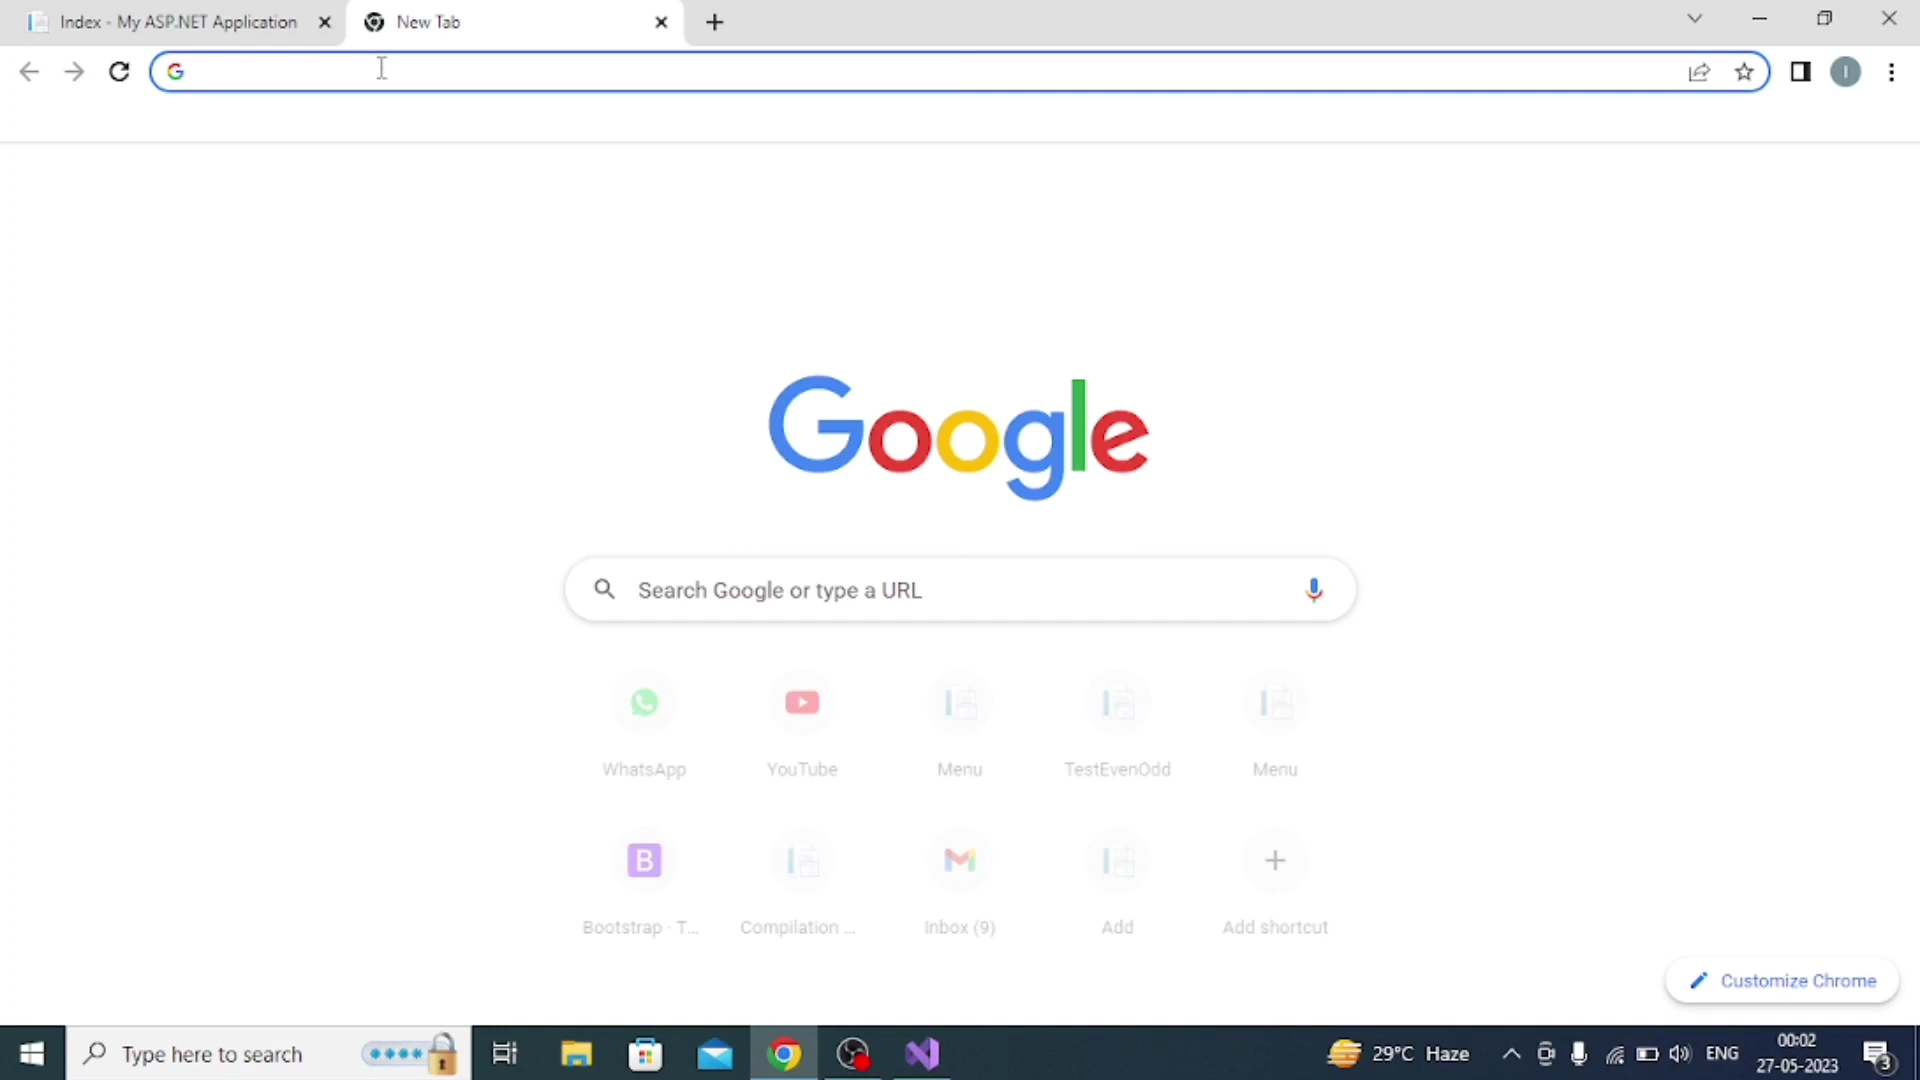 Index - My ASP.NET Application
New Tab
Google
Search Google or type a URL
WhatsApp
YouTube
Menu
TestEvenOdd
Menu
B
Bootstrap · T...
Compilation ...
Inbox (9)
Add
Add shortcut
Customize Chrome
Type here to search
29°C Haze
ENG
00:02
27-05-2023
3
I